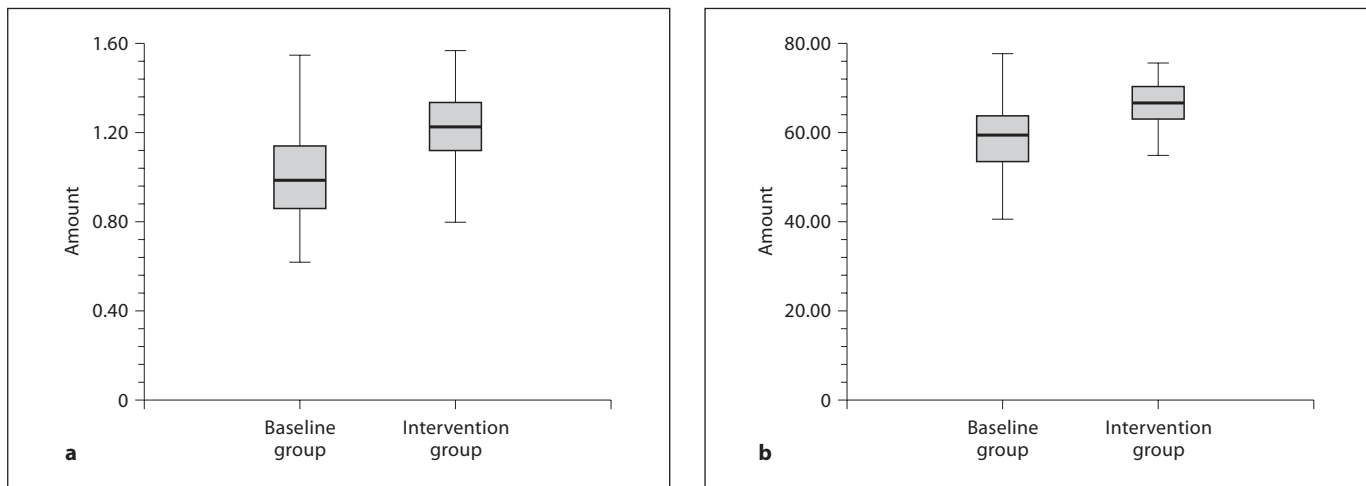 1.60
1.20
0.80
0.40
0
Amount
Baseline
group
Intervention
group
a
80.00
60.00
40.00
20.00
0
Amount
Baseline
group
Intervention
group
b